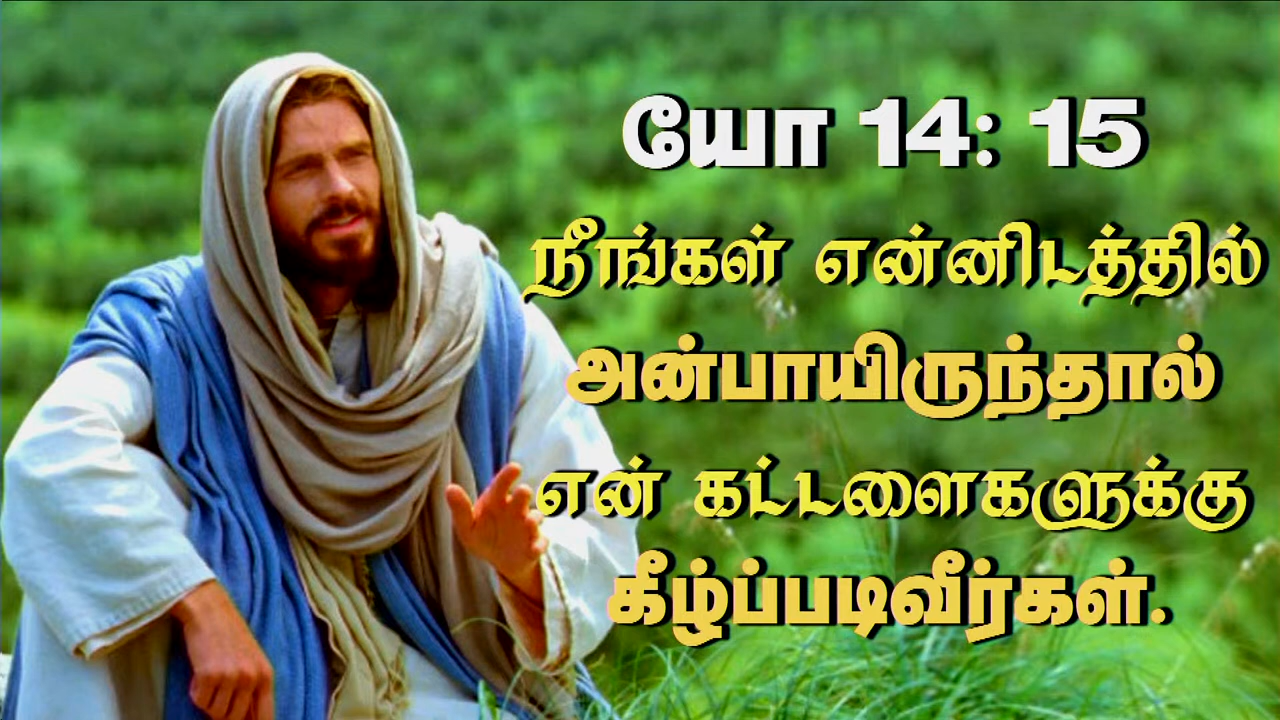 யோ 14: 15
நீங்கள் என்னிடத்தில்
அன்பாயிருந்தால்
என் கட்டளைகளுக்கு
கீழ்ப்படிவீர்கள்.